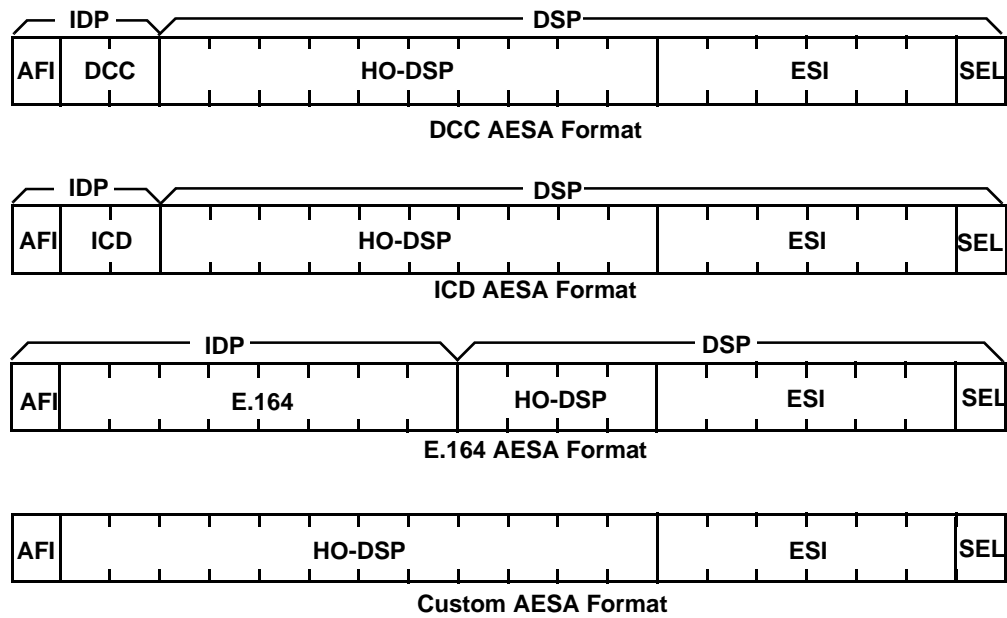 IDP DSP
AFI DCC HO-DSP ESI SEL
DCC AESA Format
IDP DSP
AFI ICD HO-DSP ESI SEL
ICD AESA Format
IDP DSP
AFI E.164 HO-DSP ESI SEL
E.164 AESA Format
AFI HO-DSP ESI SEL
Custom AESA Format